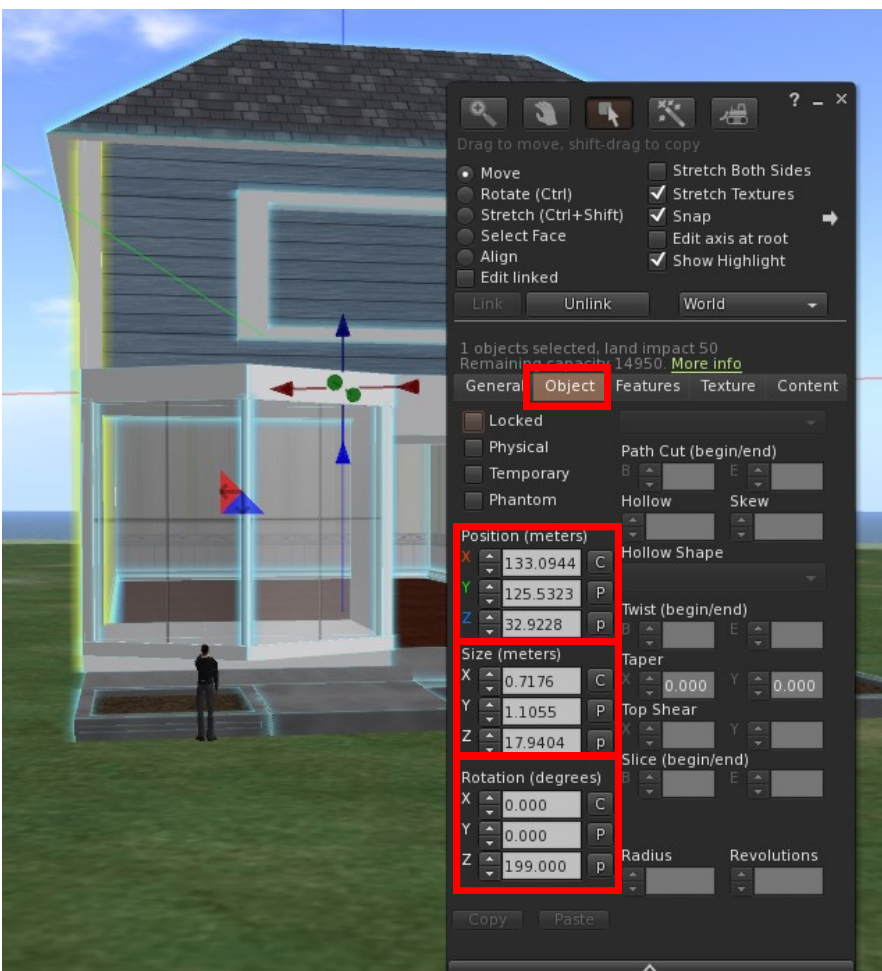 ? _ ×
Drag to move, shift-drag to copy
Move
Stretch Both Sides
Rotate (Ctrl)
Stretch Textures
Stretch (Ctrl+Shift)
Snap
Select Face
Edit axis at root
Align
Show Highlight
Edit linked
Link Unlink World
1 objects selected, land impact 50
Remaining capacity 14950. More info
General Object Features Texture Content
Locked
Physical
Temporary
Phantom
Path Cut (begin/end)
B E
Hollow Skew
Position (meters)
X 133.0944 C
Y 125.5323 P
Z 32.9228 p
Hollow Shape
Twist (begin/end)
B E
Size (meters)
X 0.7176 C
Y 1.1055 P
Z 17.9404 p
Taper
X 0.000 Y 0.000
Top Shear
X Y
Slice (begin/end)
B E
Rotation (degrees)
X 0.000 C
Y 0.000 P
Z 199.000 p
Radius Revolutions
Copy Paste